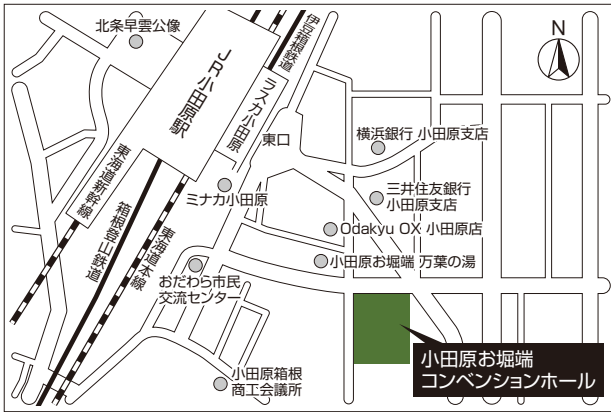 北条早雲公像
JR小田原駅
伊豆箱根鉄道
ラスカ小田原
N
東口
横浜銀行 小田原支店
三井住友銀行
小田原支店
ミナカ小田原
Odakyu OX 小田原店
東海道新幹線
箱根登山鉄道
東海道本線
小田原お堀端 万葉の湯
おだわら市民
交流センター
小田原箱根
商工会議所
小田原お堀端
コンベンションホール